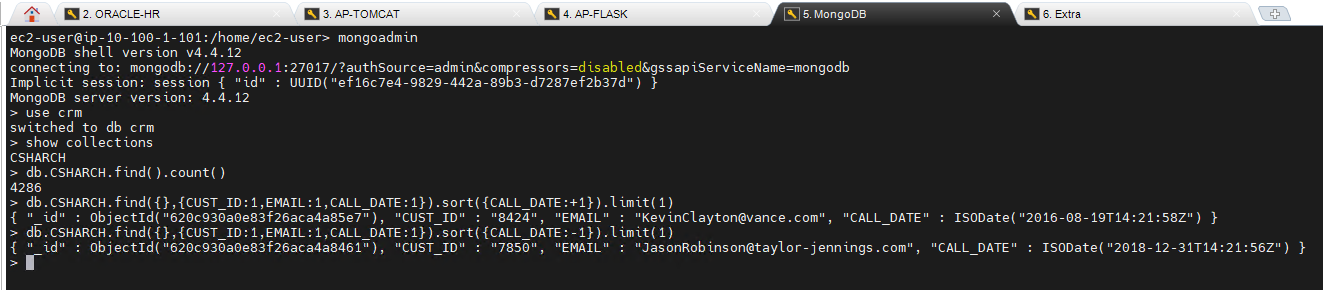 2. ORACLE-HR
3. AP-TOMCAT
4. AP-FLASK
5. MongoDB
6. Extra
ec2-user@ip-10-100-1-101:/home/ec2-user> mongoadmin
MongoDB shell version v4.4.12
connecting to: mongodb://127.0.0.1:27017/?authSource=admin&compressors=disabled&gssapiServiceName=mongodb
Implicit session: session { "id" : UUID("ef16c7e4-9829-442a-89b3-d7287ef2b37d") }
MongoDB server version: 4.4.12
> use crm
switched to db crm
> show collections
CSHARCH
> db.CSHARCH.find().count()
4286
> db.CSHARCH.find({},{CUST_ID:1,EMAIL:1,CALL_DATE:1}).sort({CALL_DATE:+1}).limit(1)
{ "_id" : ObjectId("620c930a0e83f26aca4a85e7"), "CUST_ID" : "8424", "EMAIL" : "KevinClayton@vance.com", "CALL_DATE" : ISODate("2016-08-19T14:21:58Z") }
> db.CSHARCH.find({},{CUST_ID:1,EMAIL:1,CALL_DATE:1}).sort({CALL_DATE:-1}).limit(1)
{ "_id" : ObjectId("620c930a0e83f26aca4a8461"), "CUST_ID" : "7850", "EMAIL" : "JasonRobinson@taylor-jennings.com", "CALL_DATE" : ISODate("2018-12-31T14:21:56Z") }
>